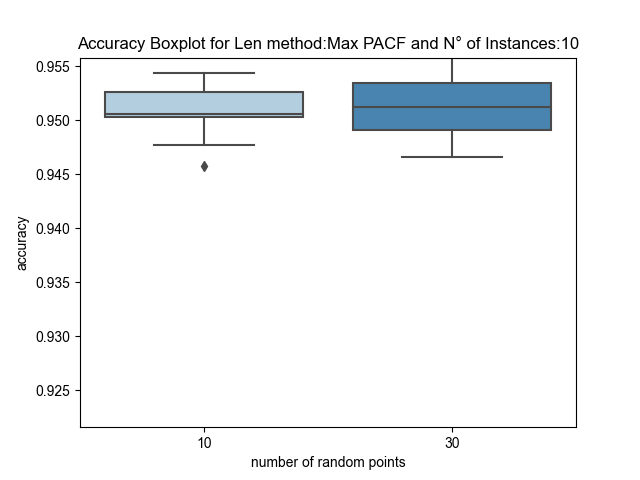 Accuracy Boxplot for Len method:Max PACF and N° of Instances:10
0.955
0.950
0.945
0.940
0.935
0.930
0.925
accuracy
10 30
number of random points